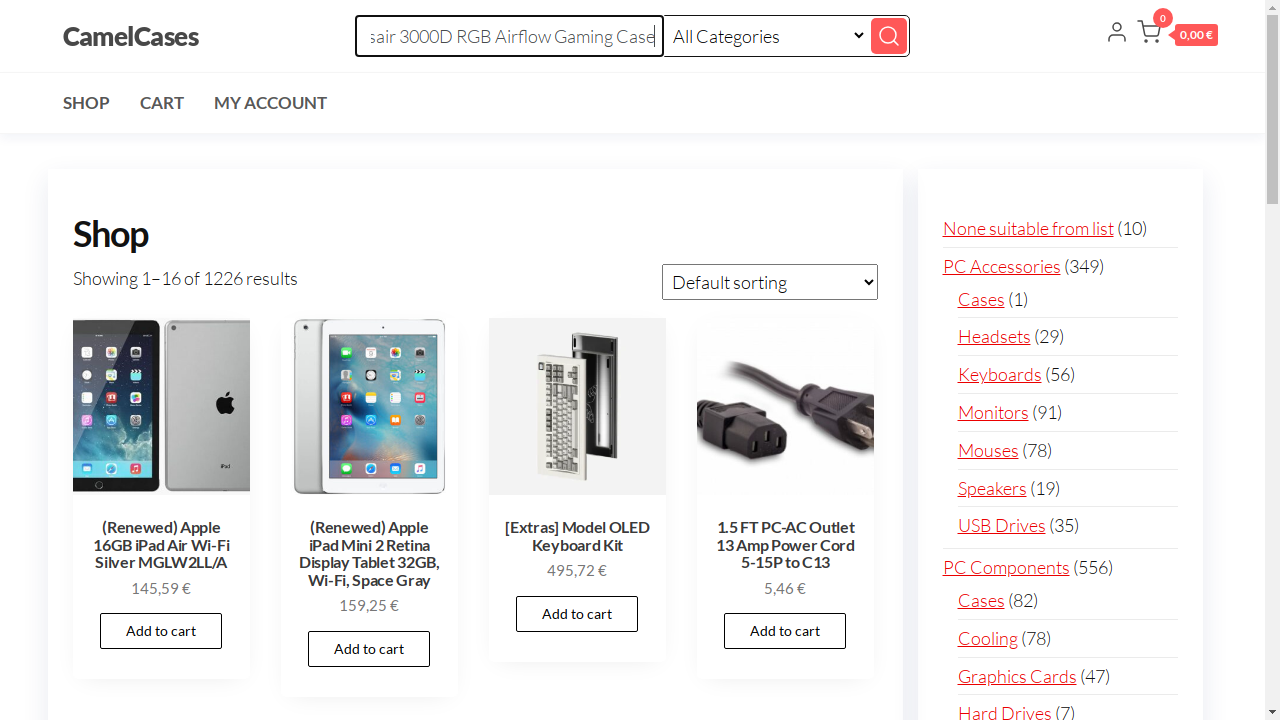 CamelCases
sair 3000D RGB Airflow Gaming Case
All Categories
0
0,00 €
SHOP
CART
MY ACCOUNT
Shop
Showing 1–16 of 1226 results
Default sorting
(Renewed) Apple
16GB iPad Air Wi-Fi
Silver MGLW2LL/A
145,59 €
Add to cart
(Renewed) Apple
iPad Mini 2 Retina
Display Tablet 32GB,
Wi-Fi, Space Gray
159,25 €
Add to cart
[Extras] Model OLED
Keyboard Kit
495,72 €
Add to cart
1.5 FT PC-AC Outlet
13 Amp Power Cord
5-15P to C13
5,46 €
Add to cart
None suitable from list (10)
PC Accessories (349)
Cases (1)
Headsets (29)
Keyboards (56)
Monitors (91)
Mouses (78)
Speakers (19)
USB Drives (35)
PC Components (556)
Cases (82)
Cooling (78)
Graphics Cards (47)
Hard Drives (7)